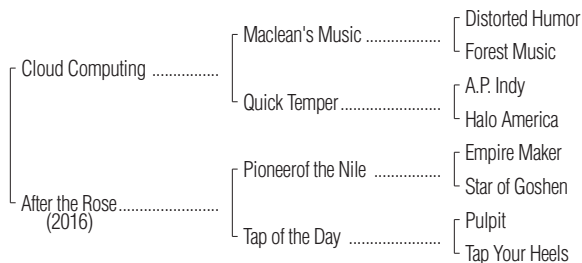 Distorted Humor
Maclean's Music ..................
Forest Music
Cloud Computing ................
A.P. Indy
Quick Temper........................
Halo America
Empire Maker
Pioneerof the Nile ................
Star of Goshen
After the Rose........................
(2016)
Pulpit
Tap of the Day ......................
Tap Your Heels